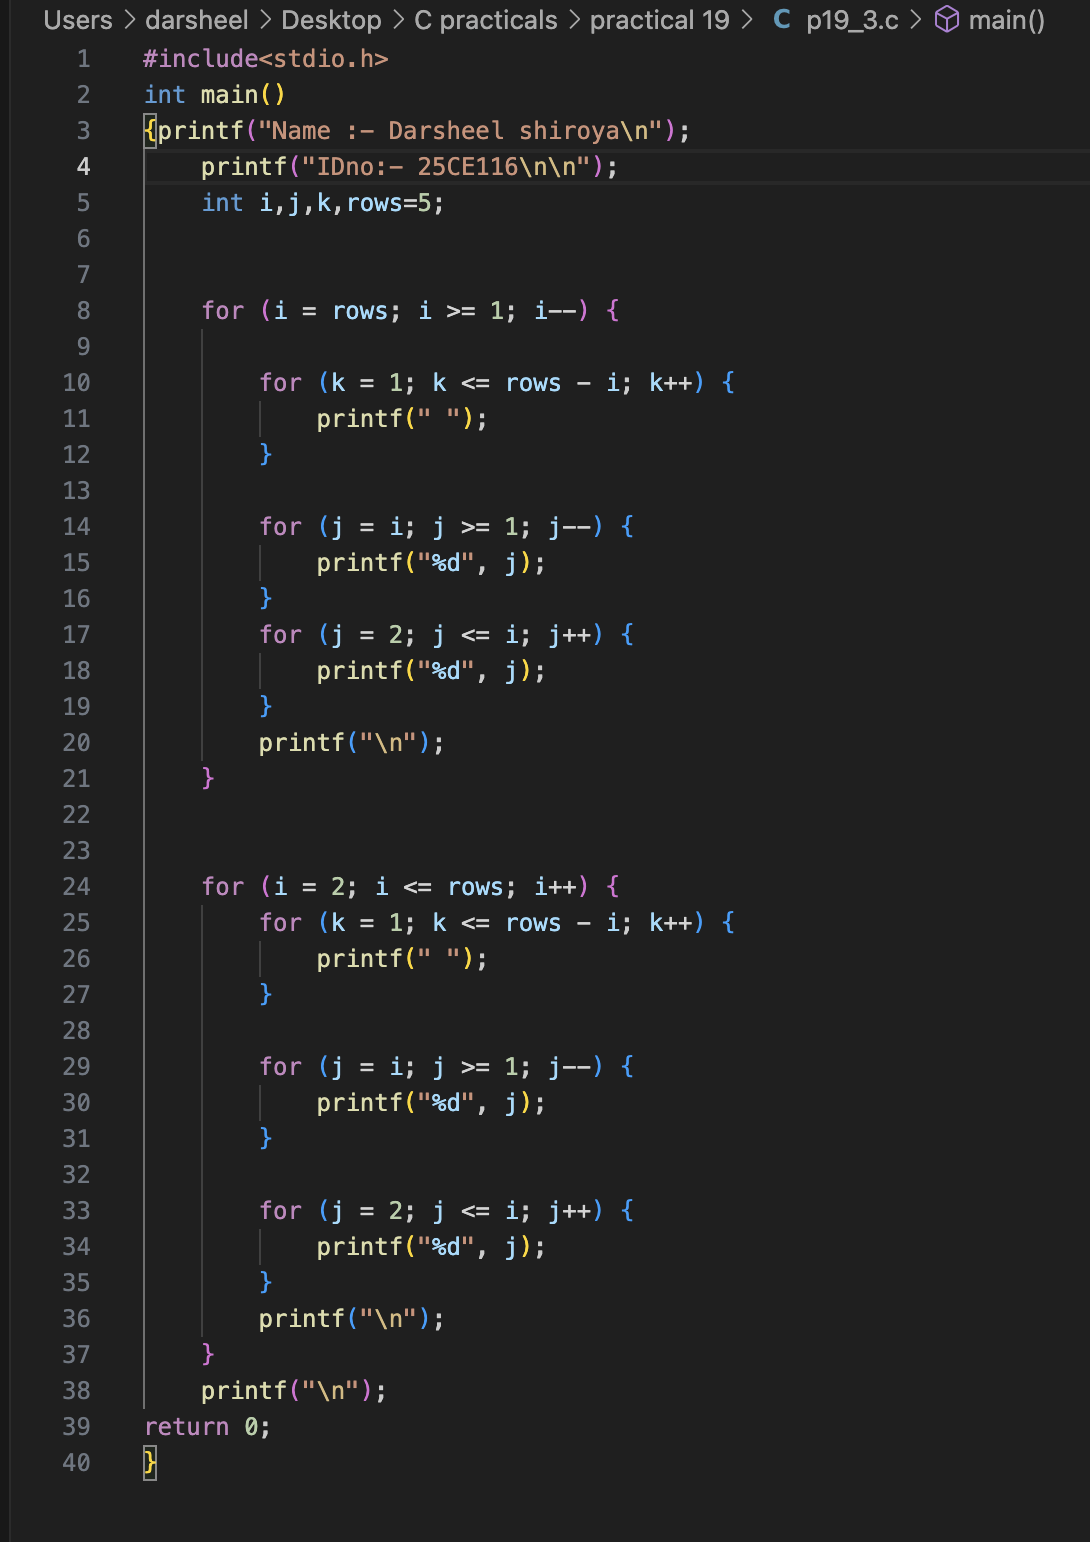 Users > darsheel > Desktop > C practicals > practical 19 > C p19_3.c > main()
1 #include<stdio.h>
2 int main()
3 {printf("Name :- Darsheel shiroya\n");
4     printf("IDno:- 25CE116\n\n");
5     int i,j,k,rows=5;
6
7
8     for (i = rows; i >= 1; i--) {
9
10         for (k = 1; k <= rows - i; k++) {
11             printf(" ");
12         }
13
14         for (j = i; j >= 1; j--) {
15             printf("%d", j);
16         }
17         for (j = 2; j <= i; j++) {
18             printf("%d", j);
19         }
20         printf("\n");
21     }
22
23
24     for (i = 2; i <= rows; i++) {
25         for (k = 1; k <= rows - i; k++) {
26             printf(" ");
27         }
28
29         for (j = i; j >= 1; j--) {
30             printf("%d", j);
31         }
32
33         for (j = 2; j <= i; j++) {
34             printf("%d", j);
35         }
36         printf("\n");
37     }
38     printf("\n");
39 return 0;
40 }